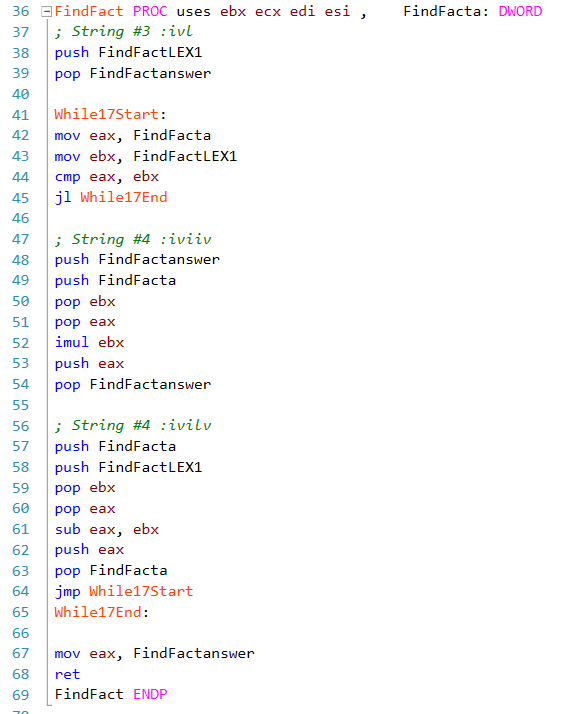 36 FindFact PROC uses ebx ecx edi esi ,    FindFacta: DWORD
37 ; String #3 :ivl
38 push FindFactLEX1
39 pop FindFactanswer
40
41 While17Start:
42 mov eax, FindFacta
43 mov ebx, FindFactLEX1
44 cmp eax, ebx
45 jl While17End
46
47 ; String #4 :iviiv
48 push FindFactanswer
49 push FindFacta
50 pop ebx
51 pop eax
52 imul ebx
53 push eax
54 pop FindFactanswer
55
56 ; String #4 :ivilv
57 push FindFacta
58 push FindFactLEX1
59 pop ebx
60 pop eax
61 sub eax, ebx
62 push eax
63 pop FindFacta
64 jmp While17Start
65 While17End:
66
67 mov eax, FindFactanswer
68 ret
69 FindFact ENDP